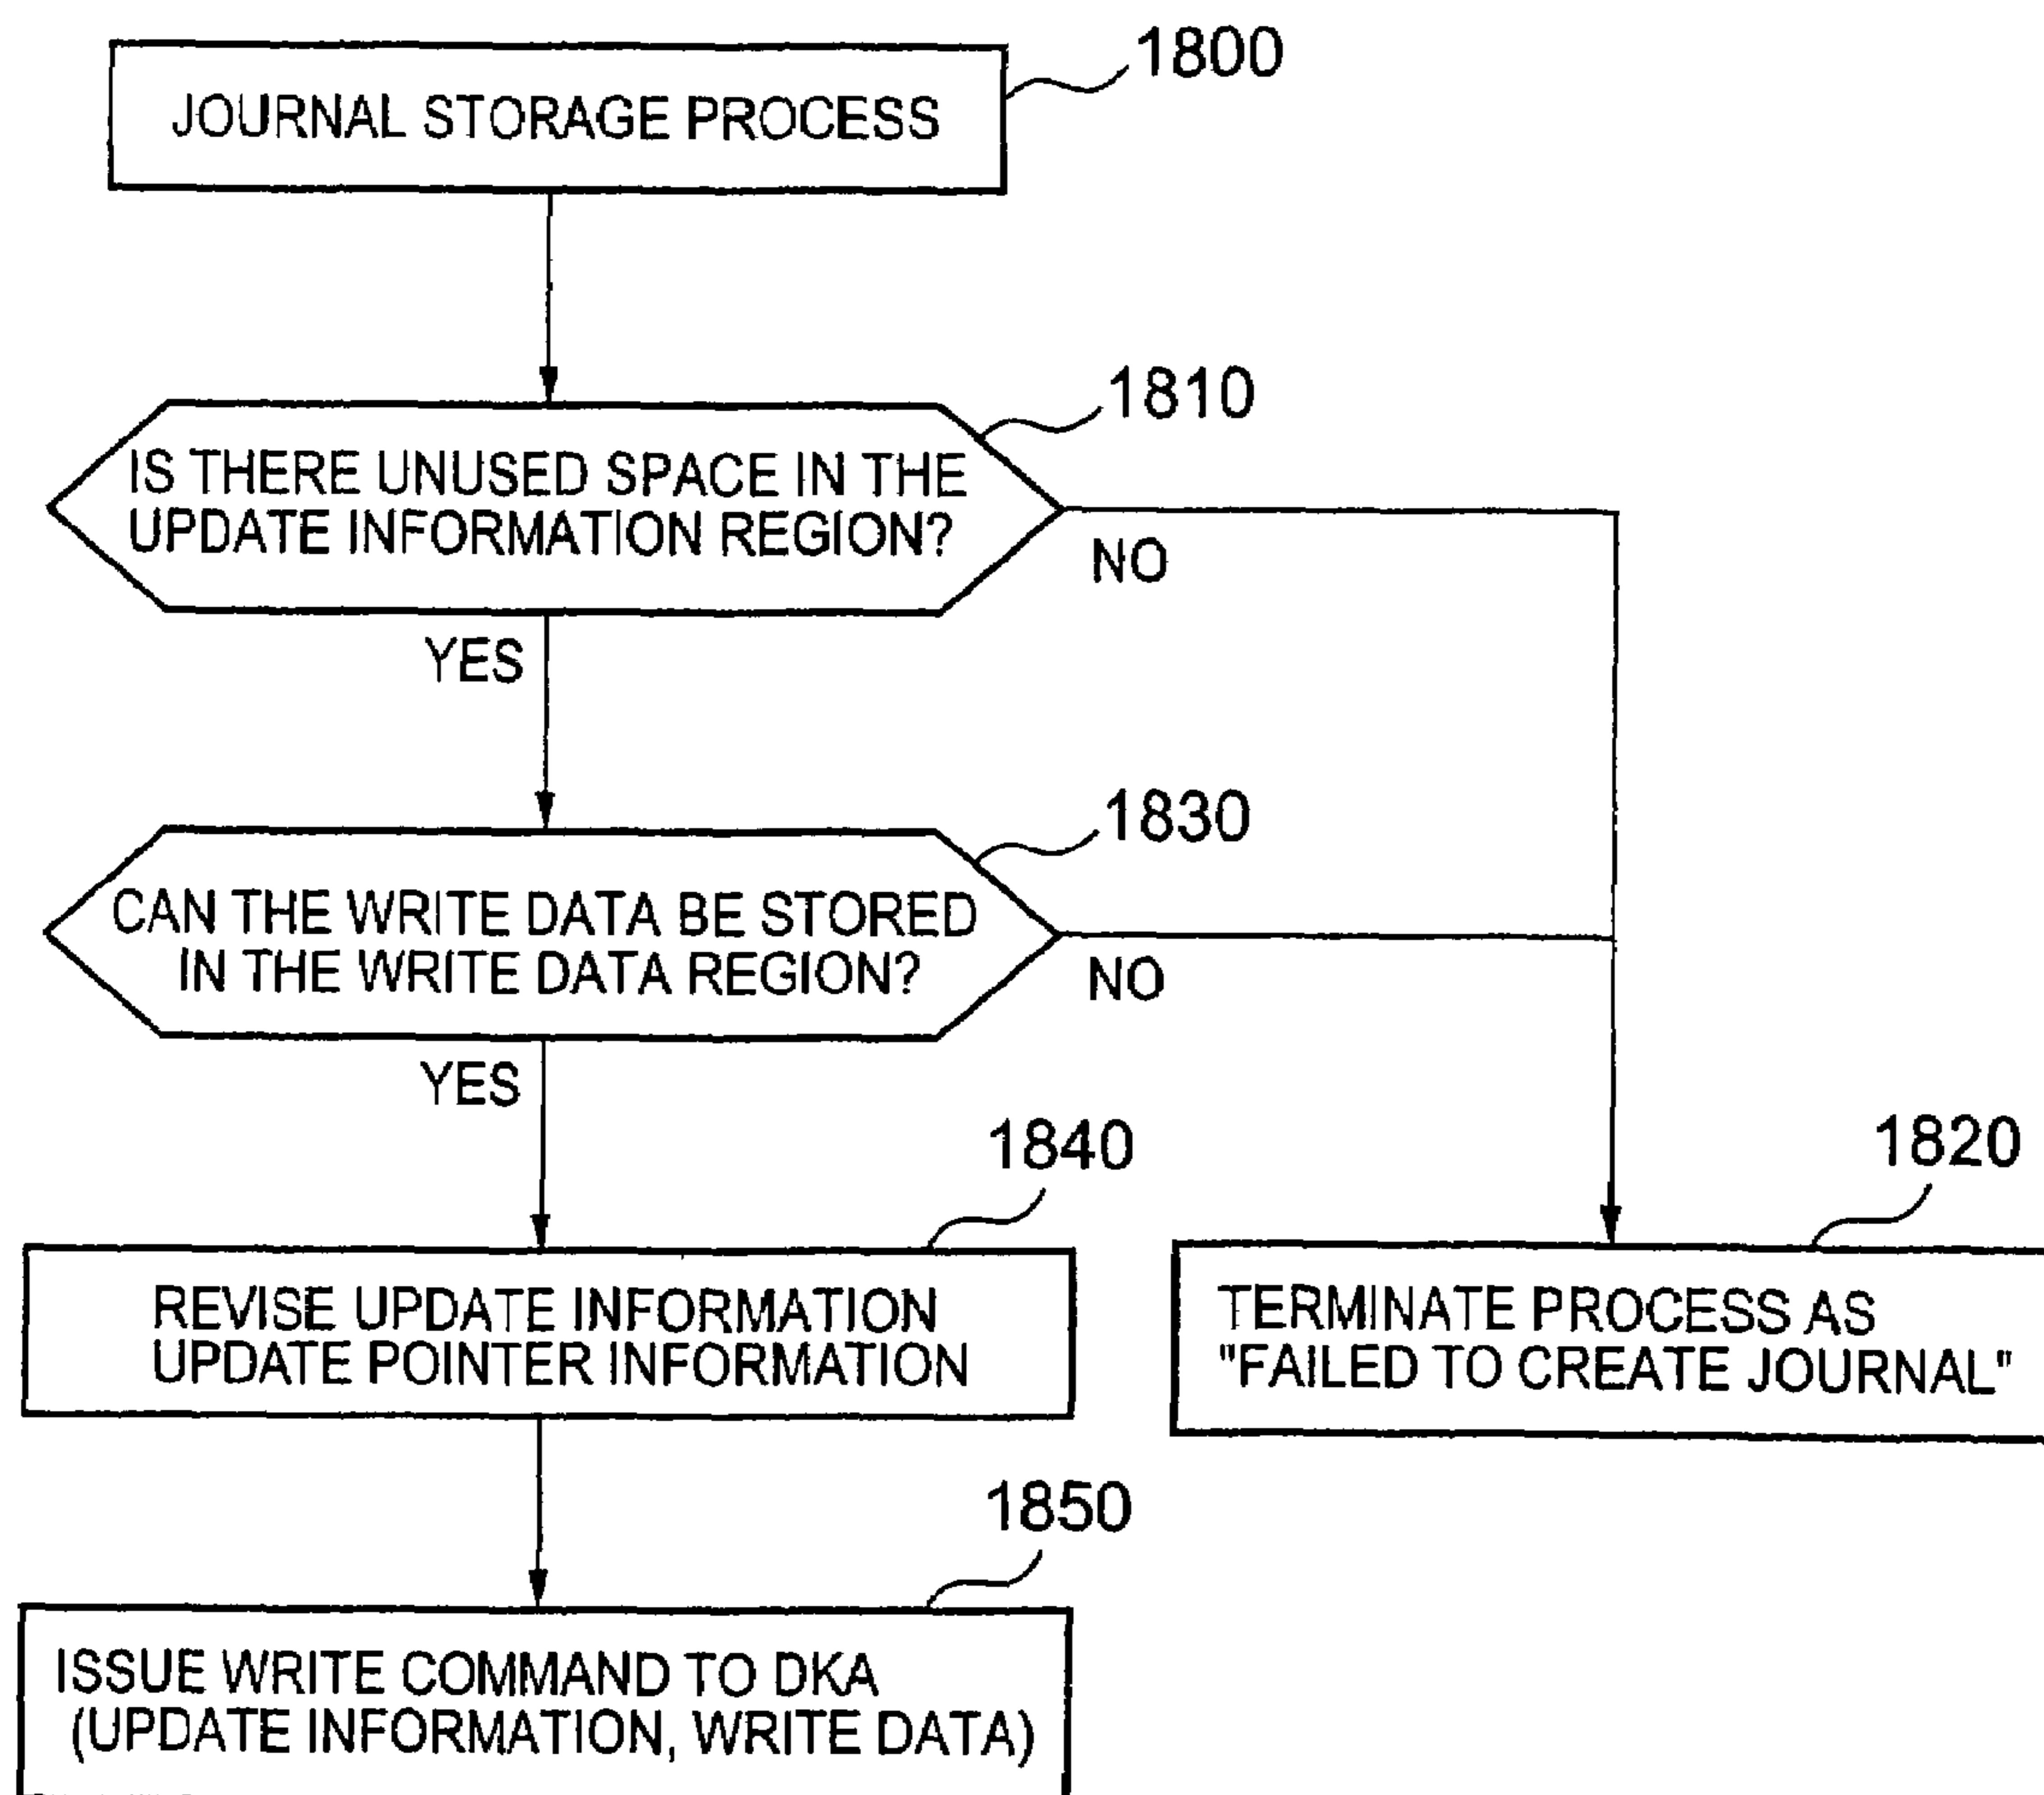 1800
JOURNAL STORAGE PROCESS
1810
IS THERE UNUSED SPACE IN THE
UPDATE INFORMATION REGION?
NO
YES
1830
CAN THE WRITE DATA BE STORED
IN THE WRITE DATA REGION?
NO
YES
1840
1820
REVISE UPDATE INFORMATION
UPDATE POINTER INFORMATION
TERMINATE PROCESS AS
"FAILED TO CREATE JOURNAL"
1850
ISSUE WRITE COMMAND TO DKA
(UPDATE INFORMATION, WRITE DATA)